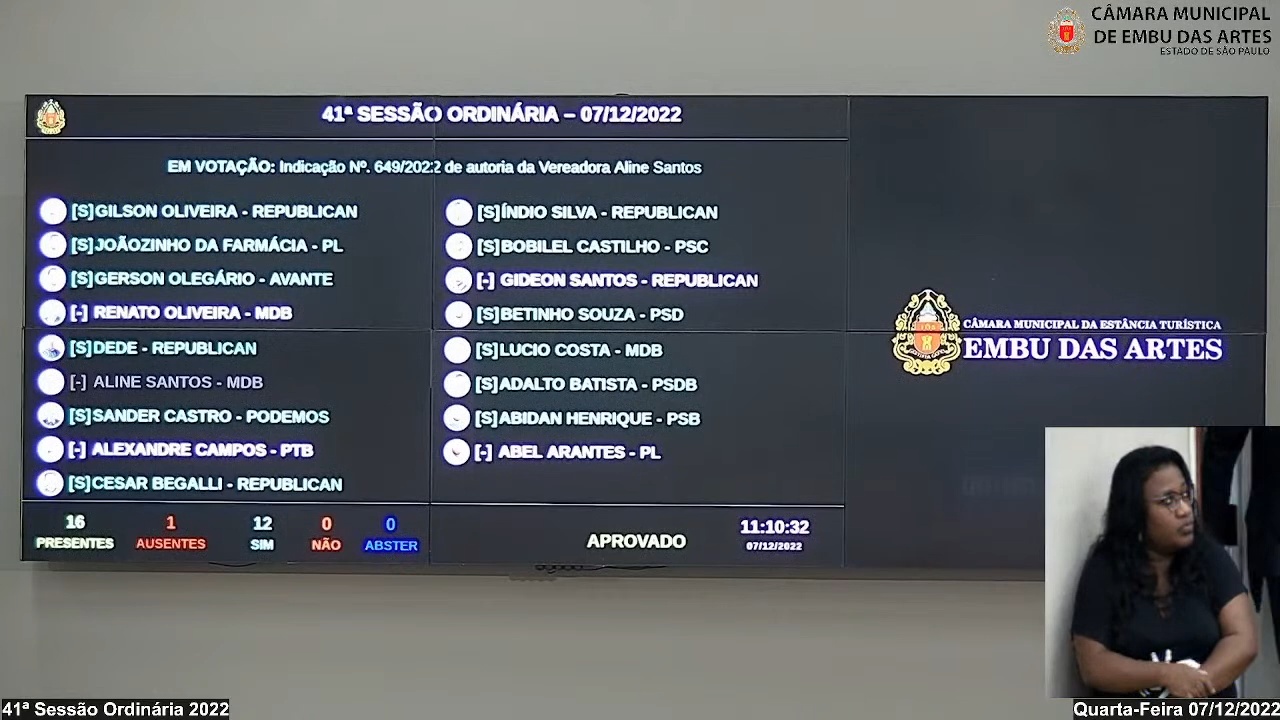 CÂMARA MUNICIPAL
DE EMBU DAS ARTES
ESTADO DE SÃO PAULO
41ª SESSÃO ORDINÁRIA – 07/12/2022
EM VOTAÇÃO: Indicação Nº. 649/2022 de autoria da Vereadora Aline Santos
[S]GILSON OLIVEIRA - REPUBLICAN
[S]JOÃOZINHO DA FARMÁCIA - PL
[S]GERSON OLEGÁRIO - AVANTE
[-] RENATO OLIVEIRA - MDB
[S]DEDE - REPUBLICAN
[-] ALINE SANTOS - MDB
[S]SANDER CASTRO - PODEMOS
[-] ALEXANDRE CAMPOS - PTB
[S]CESAR BEGALLI - REPUBLICAN
[S]ÍNDIO SILVA - REPUBLICAN
[S]BOBILEL CASTILHO - PSC
[-] GIDEON SANTOS - REPUBLICAN
[S]BETINHO SOUZA - PSD
[S]LUCIO COSTA - MDB
[S]ADALTO BATISTA - PSDB
[S]ABIDAN HENRIQUE - PSB
[-] ABEL ARANTES - PL
16 1 12 0 0
PRESENTES AUSENTES SIM NÃO ABSTER
APROVADO
11:10:32
07/12/2022
CÂMARA MUNICIPAL DA ESTÂNCIA TURÍSTICA
EMBU DAS ARTES
41ª Sessão Ordinária 2022
Quarta-Feira 07/12/2022